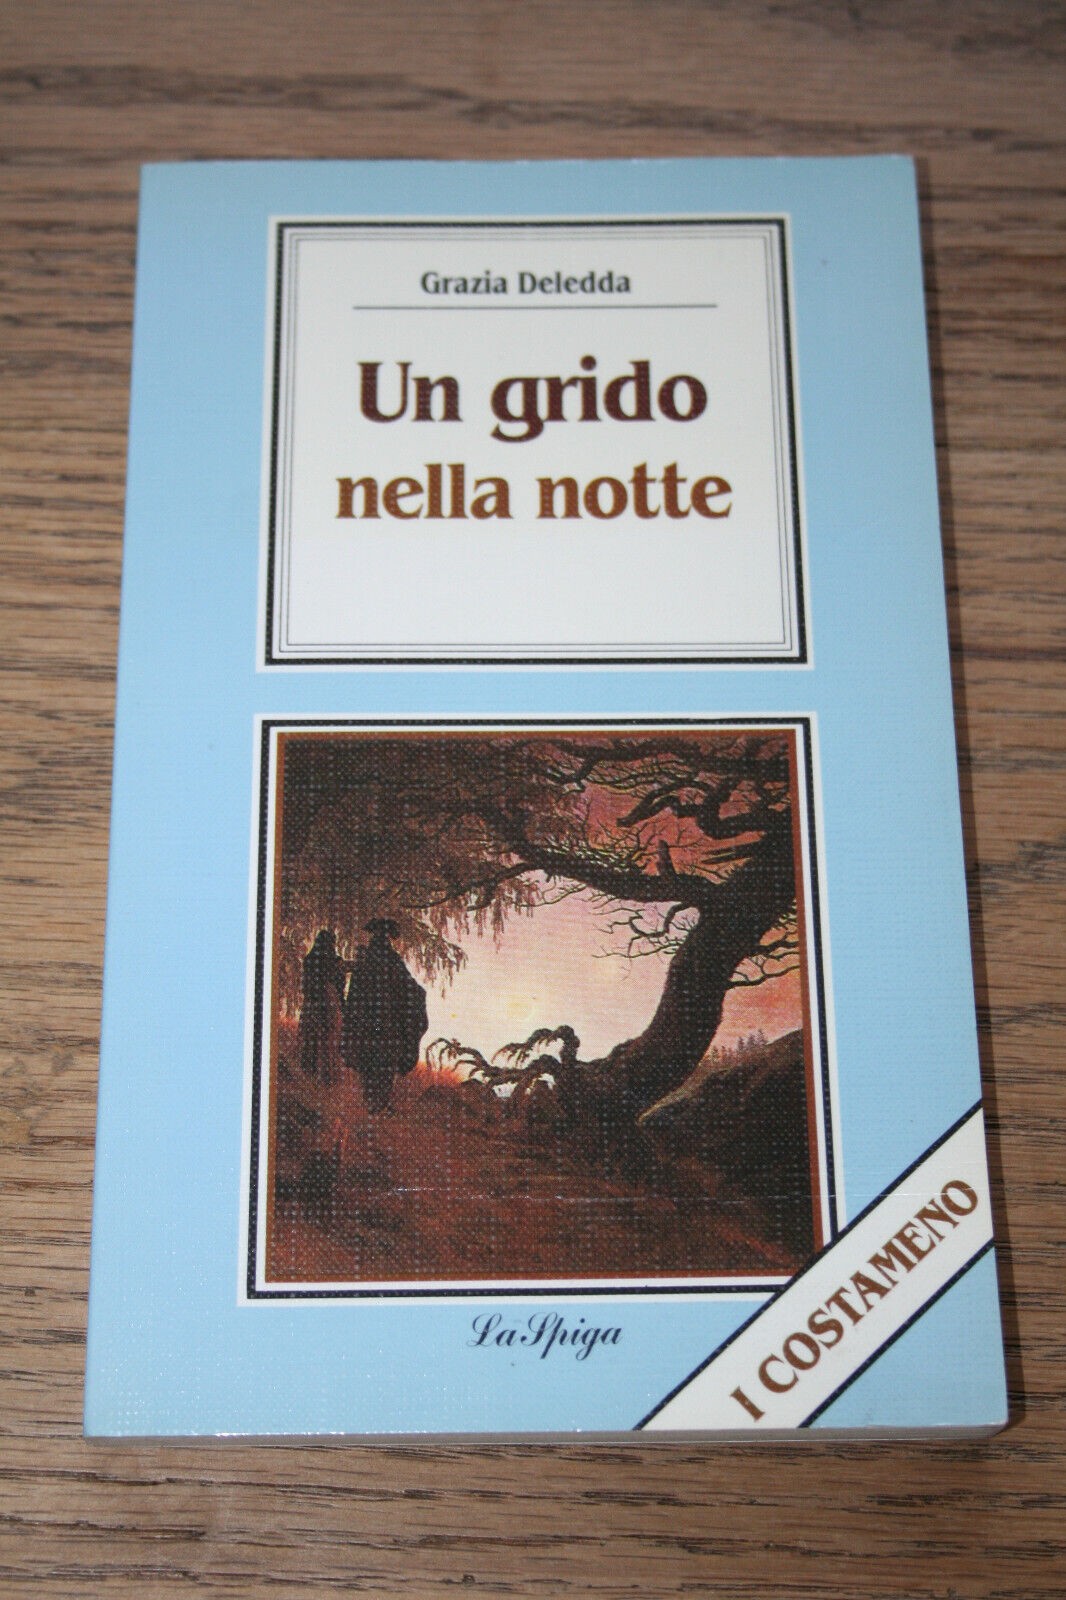 Grazia Deledda
Un grido
nella notte
La Spiga
I COSTAMENO